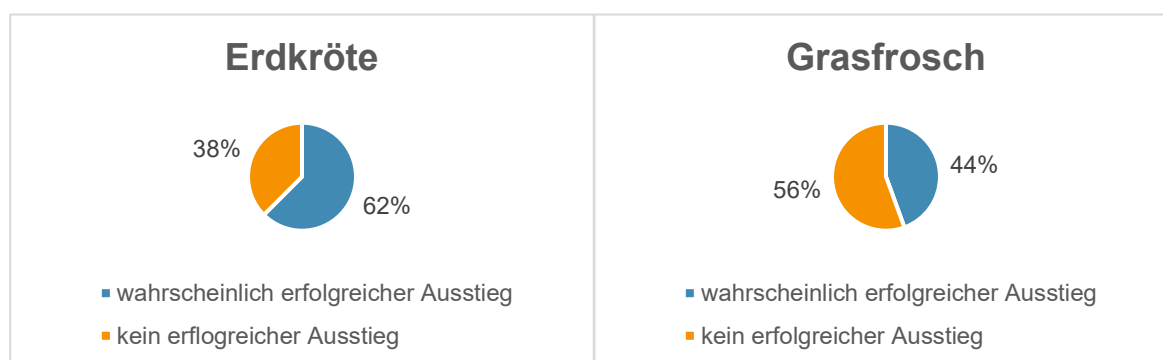 Erdkröte
38%
62%
wahrscheinlich erfolgreicher Ausstieg
kein erflogreicher Ausstieg
Grasfrosch
44%
56%
wahrscheinlich erfolgreicher Ausstieg
kein erfolgreicher Ausstieg